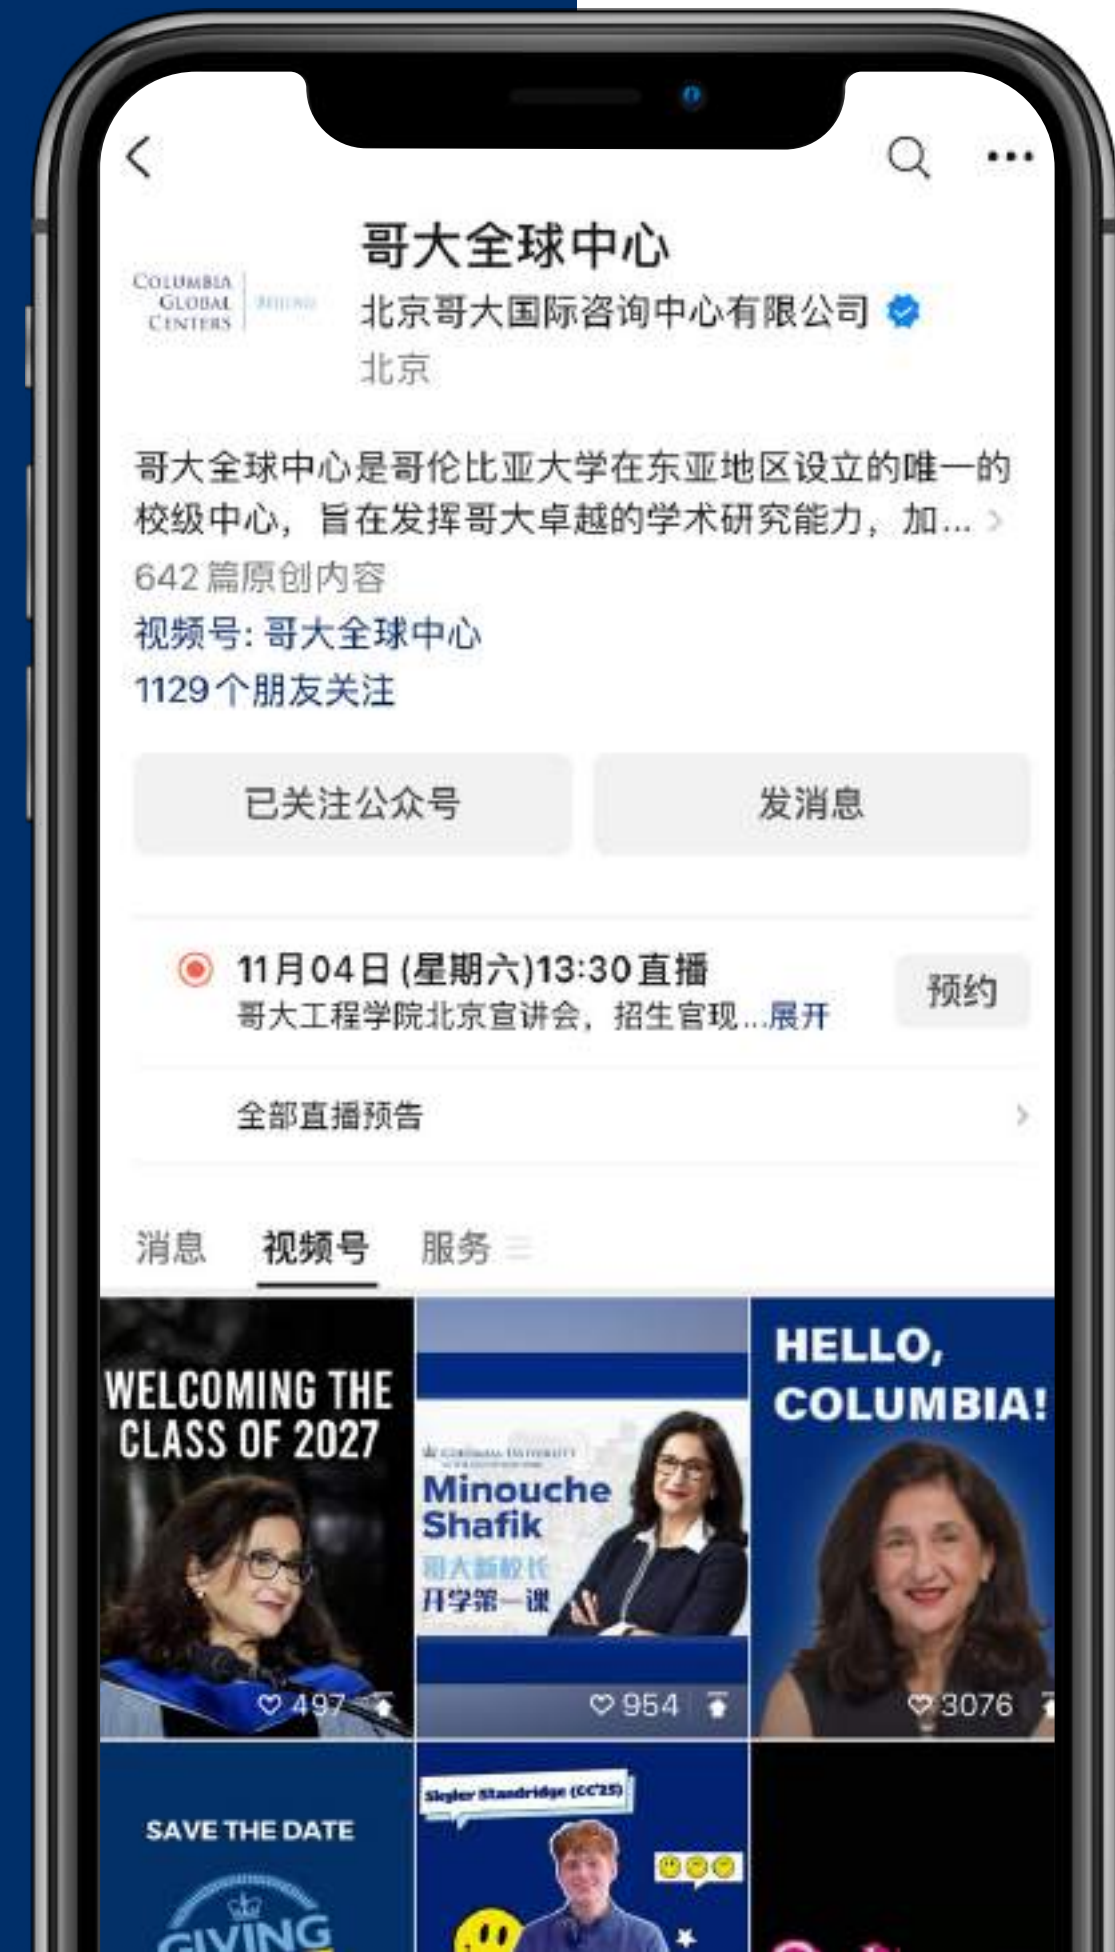 哥大全球中心
COLUMBIA
GLOBAL
CENTERS
BEIJING
北京哥大国际咨询中心有限公司
北京
哥大全球中心是哥伦比亚大学在东亚地区设立的唯一的
校级中心，旨在发挥哥大卓越的学术研究能力，加...
642篇原创内容
视频号: 哥大全球中心
1129个朋友关注
已关注公众号
发消息
11月04日 (星期六)13:30直播
哥大工程学院北京宣讲会，招生官现...展开
预约
全部直播预告
消息
视频号
服务
WELCOMING THE
CLASS OF 2027
497
COLUMBIA UNIVERSITY
Minouche
Shafik
哥大新校长
开学第一课
954
HELLO,
COLUMBIA!
3076
SAVE THE DATE
GIVING
Standridge (CC'25)